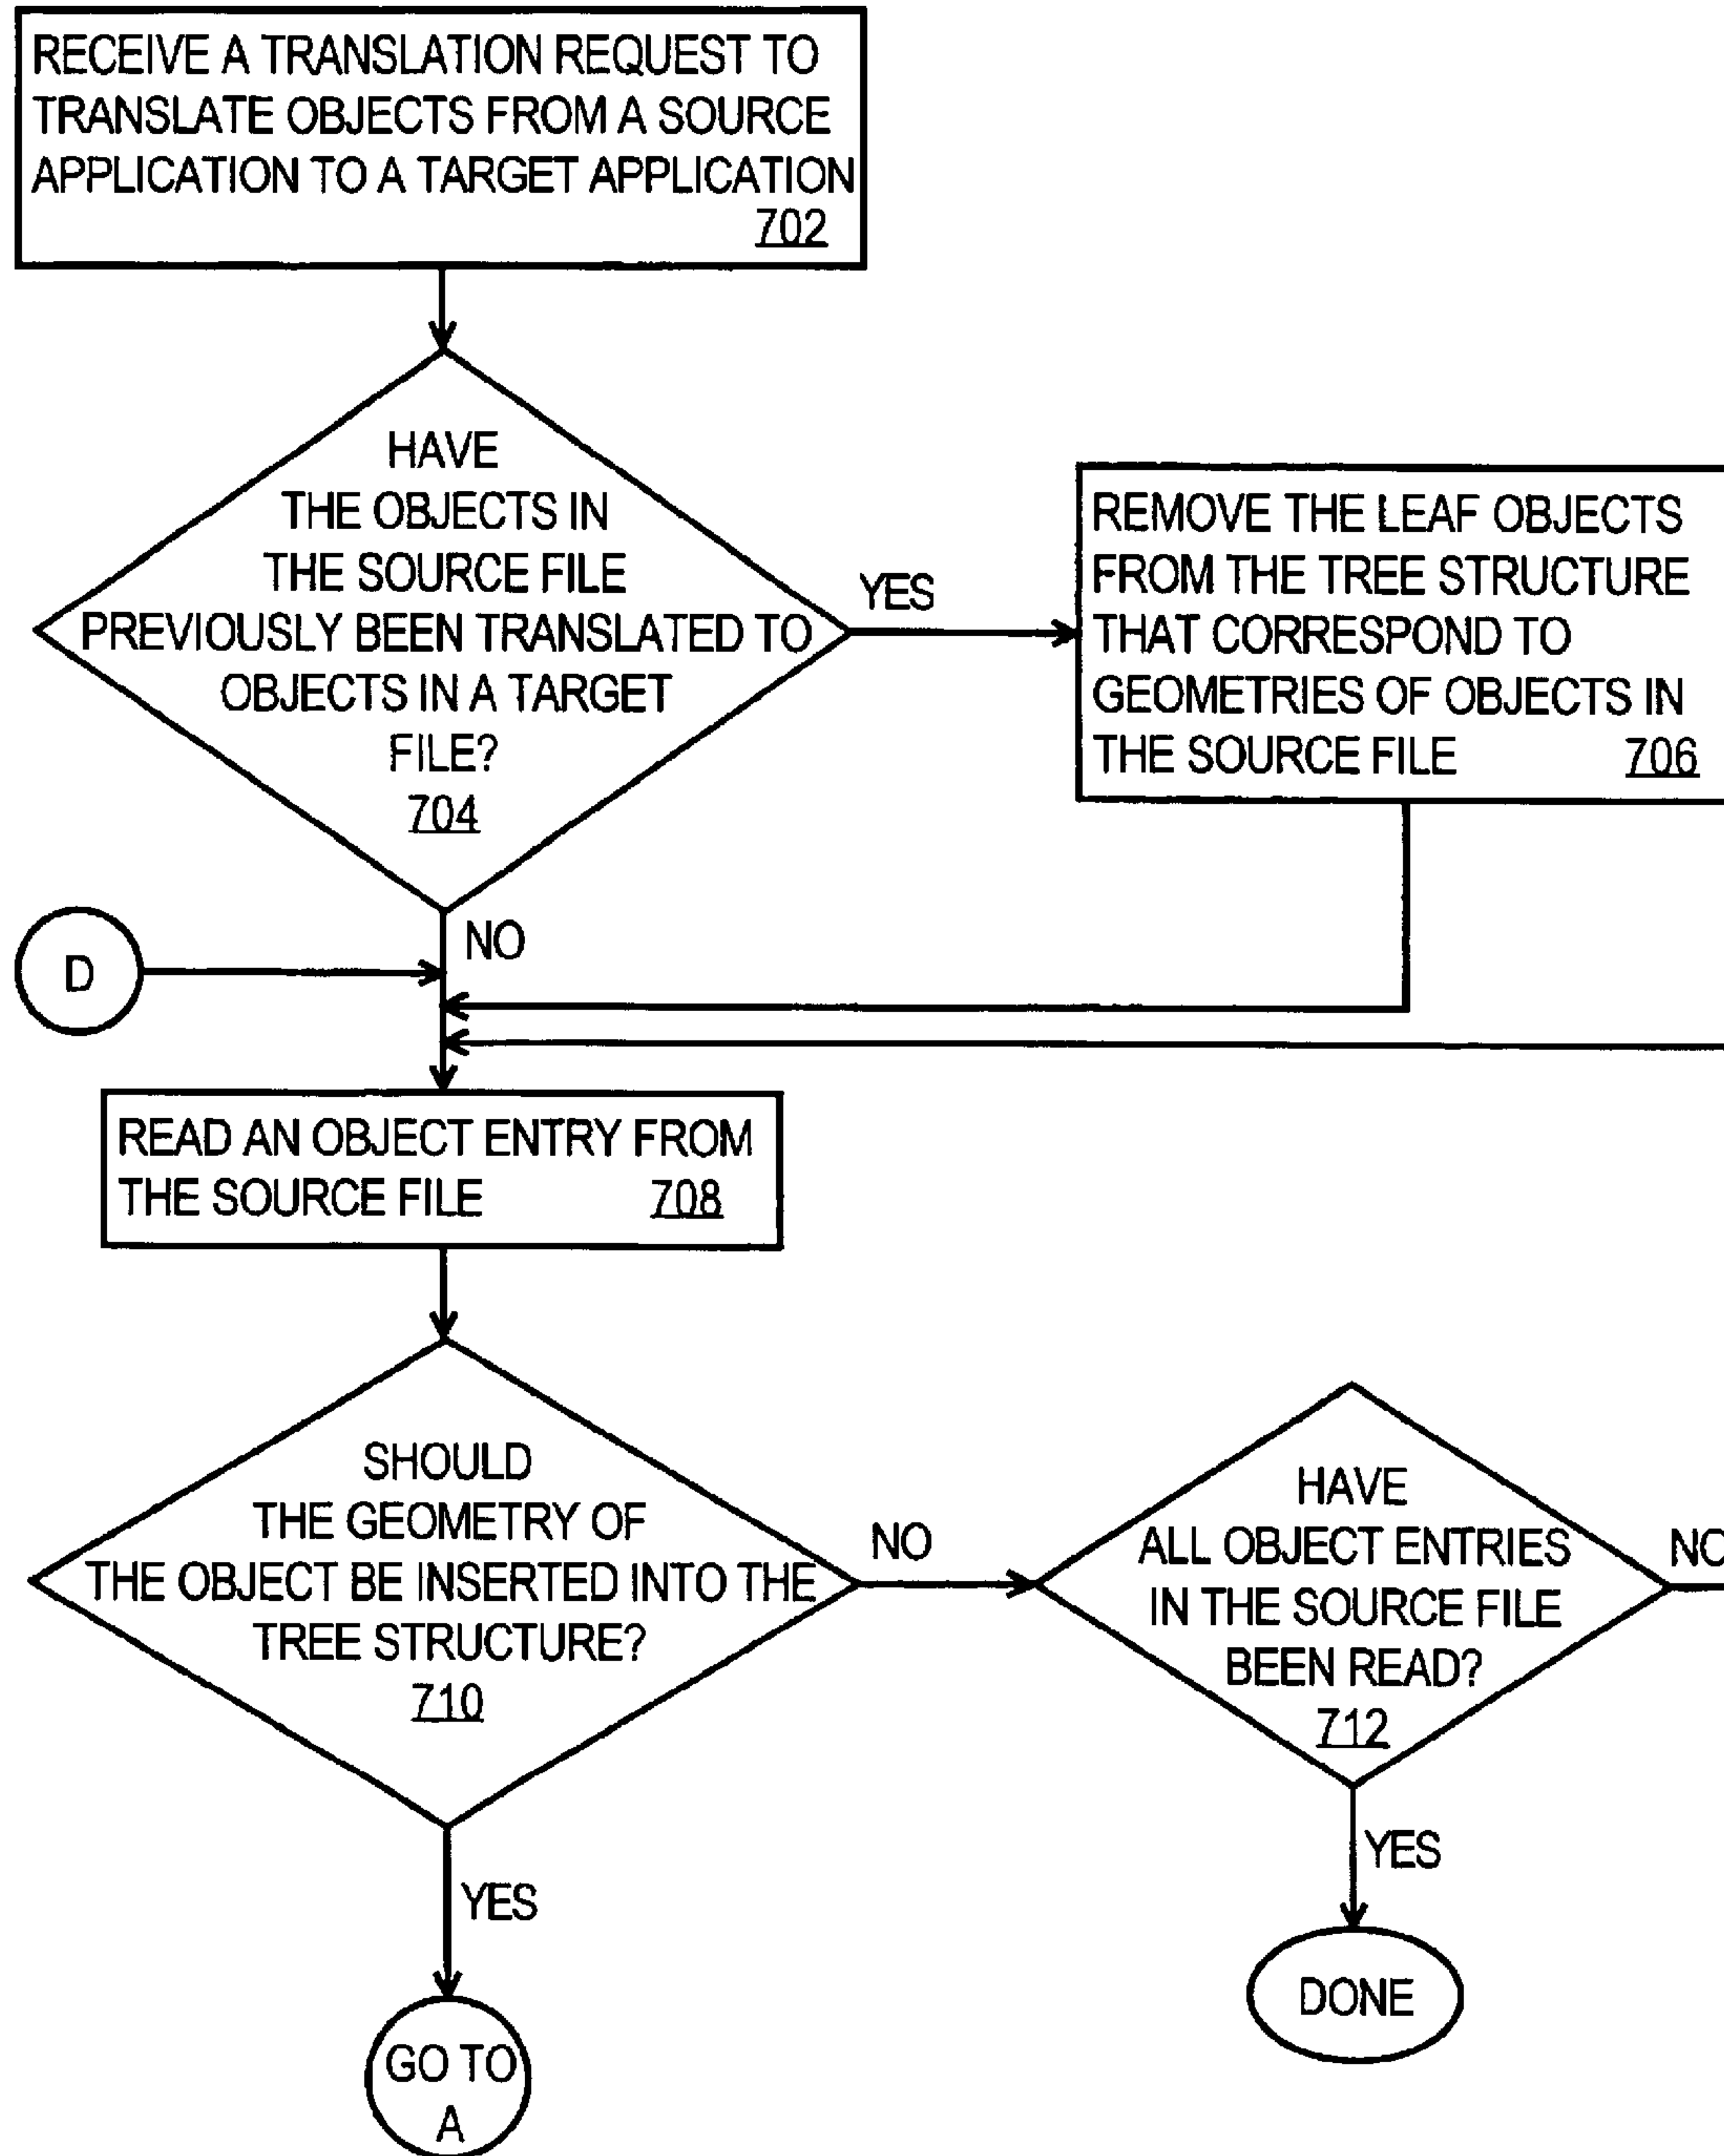 RECEIVE A TRANSLATION REQUEST TO
TRANSLATE OBJECTS FROM A SOURCE
APPLICATION TO A TARGET APPLICATION
702
HAVE
THE OBJECTS IN
THE SOURCE FILE
PREVIOUSLY BEEN TRANSLATED TO
OBJECTS IN A TARGET
FILE?
704
YES
REMOVE THE LEAF OBJECTS
FROM THE TREE STRUCTURE
THAT CORRESPOND TO
GEOMETRIES OF OBJECTS IN
THE SOURCE FILE 706
NO
D
READ AN OBJECT ENTRY FROM
THE SOURCE FILE 708
SHOULD
THE GEOMETRY OF
THE OBJECT BE INSERTED INTO THE
TREE STRUCTURE?
710
NO
HAVE
ALL OBJECT ENTRIES
IN THE SOURCE FILE
BEEN READ?
712
NO
YES
YES
DONE
GO TO
A